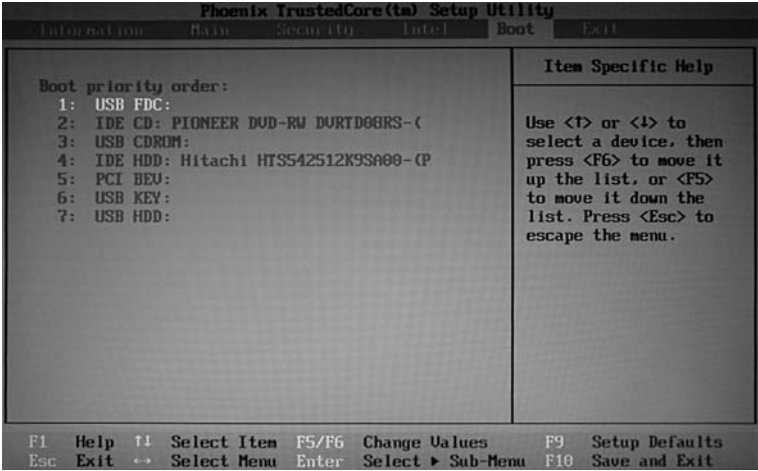 Phoenix TrustedCore(tm) Setup Utility
Information Main Security Intel Boot Exit
Item Specific Help
Boot priority order:
1: USB FDC:
2: IDE CD: PIONEER DVD-RW DVRTD08RS-(
3: USB CDROM:
4: IDE HDD: Hitachi HTS542512K9SA00-(P
5: PCI BEV:
6: USB KEY:
7: USB HDD:
Use <↑> or <↓> to
select a device, then
press <F6> to move it
up the list, or <F5>
to move it down the
list. Press <Esc> to
escape the menu.
F1 Help ↑↓ Select Item F5/F6 Change Values F9 Setup Defaults
Esc Exit ↔ Select Menu Enter Select ▶ Sub-Menu F10 Save and Exit